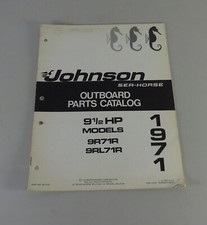 Johnson
SEA-HORSE
OUTBOARD
PARTS CATALOG
9½ HP
MODELS
9R71R
9RL71R
1971